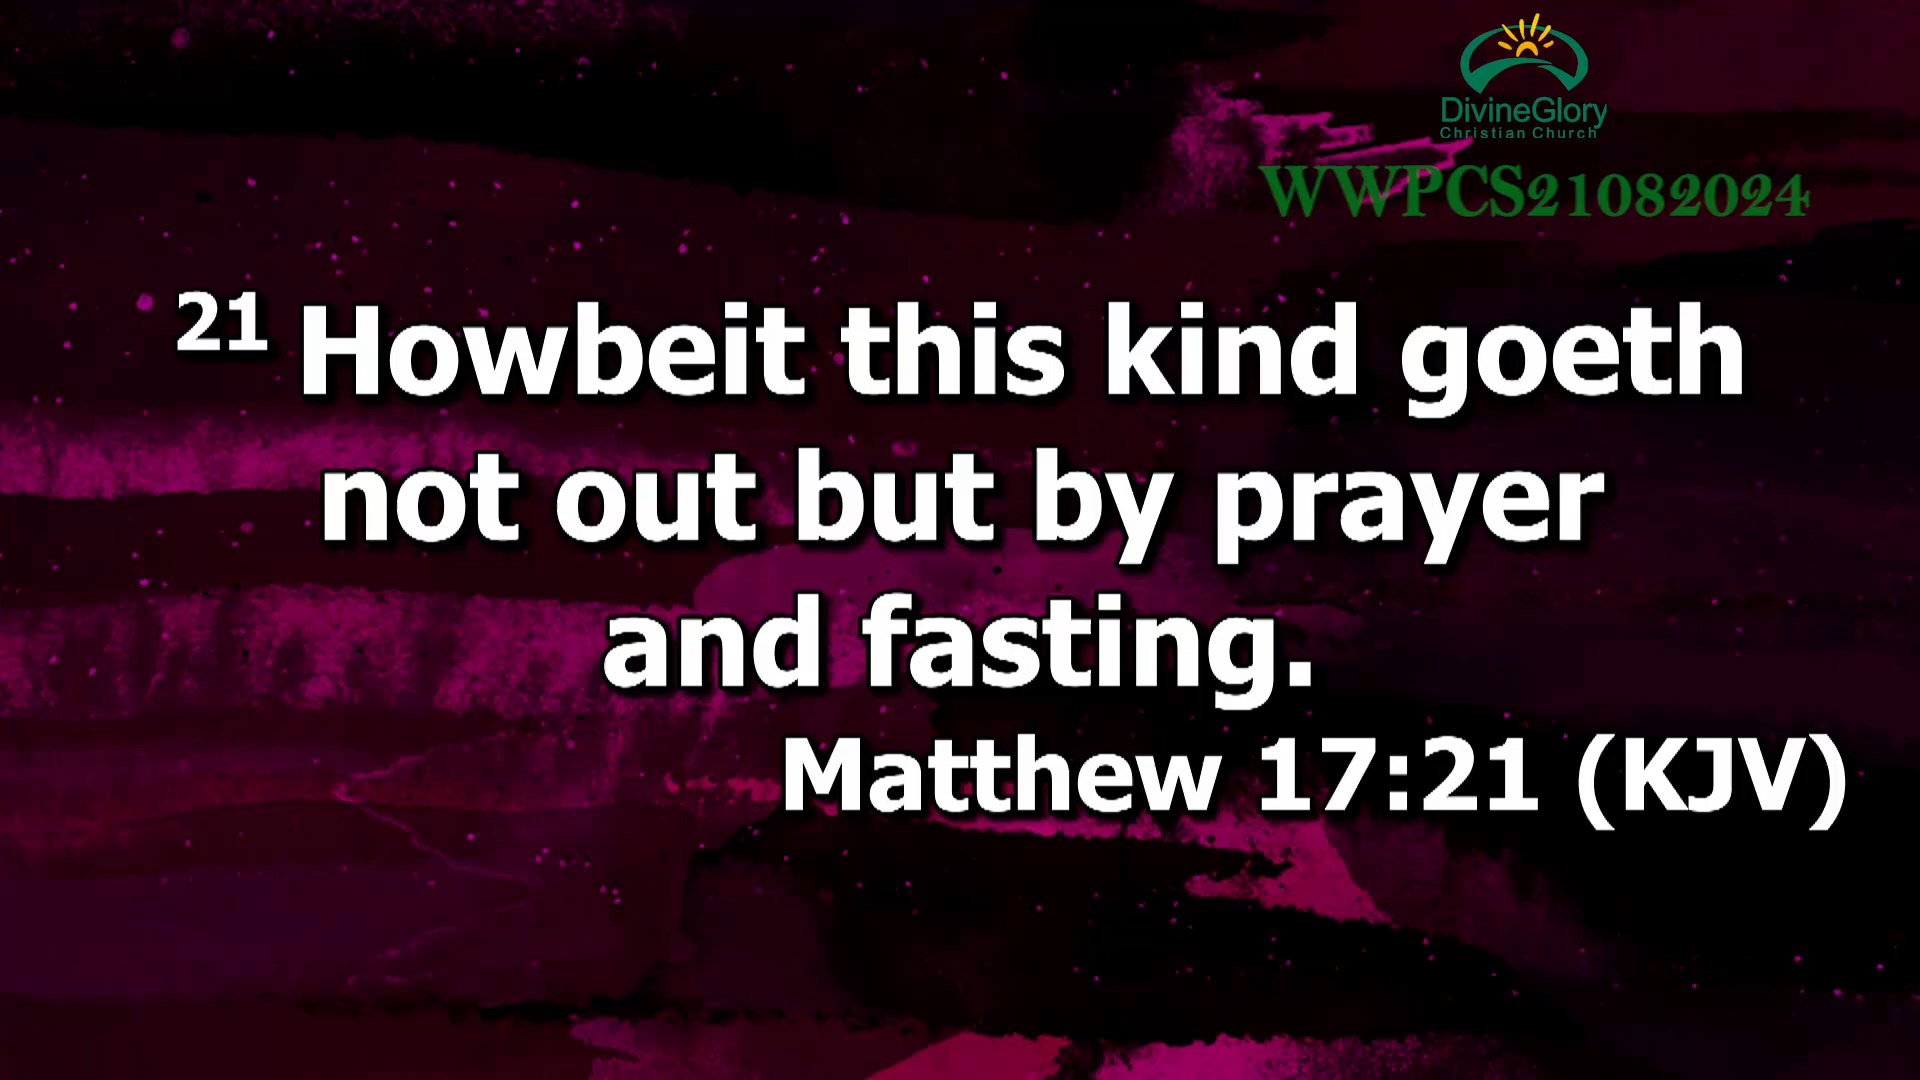 DivineGlory
Christian Church
WWPCS21082024
21 Howbeit this kind goeth
not out but by prayer
and fasting.
Matthew 17:21 (KJV)